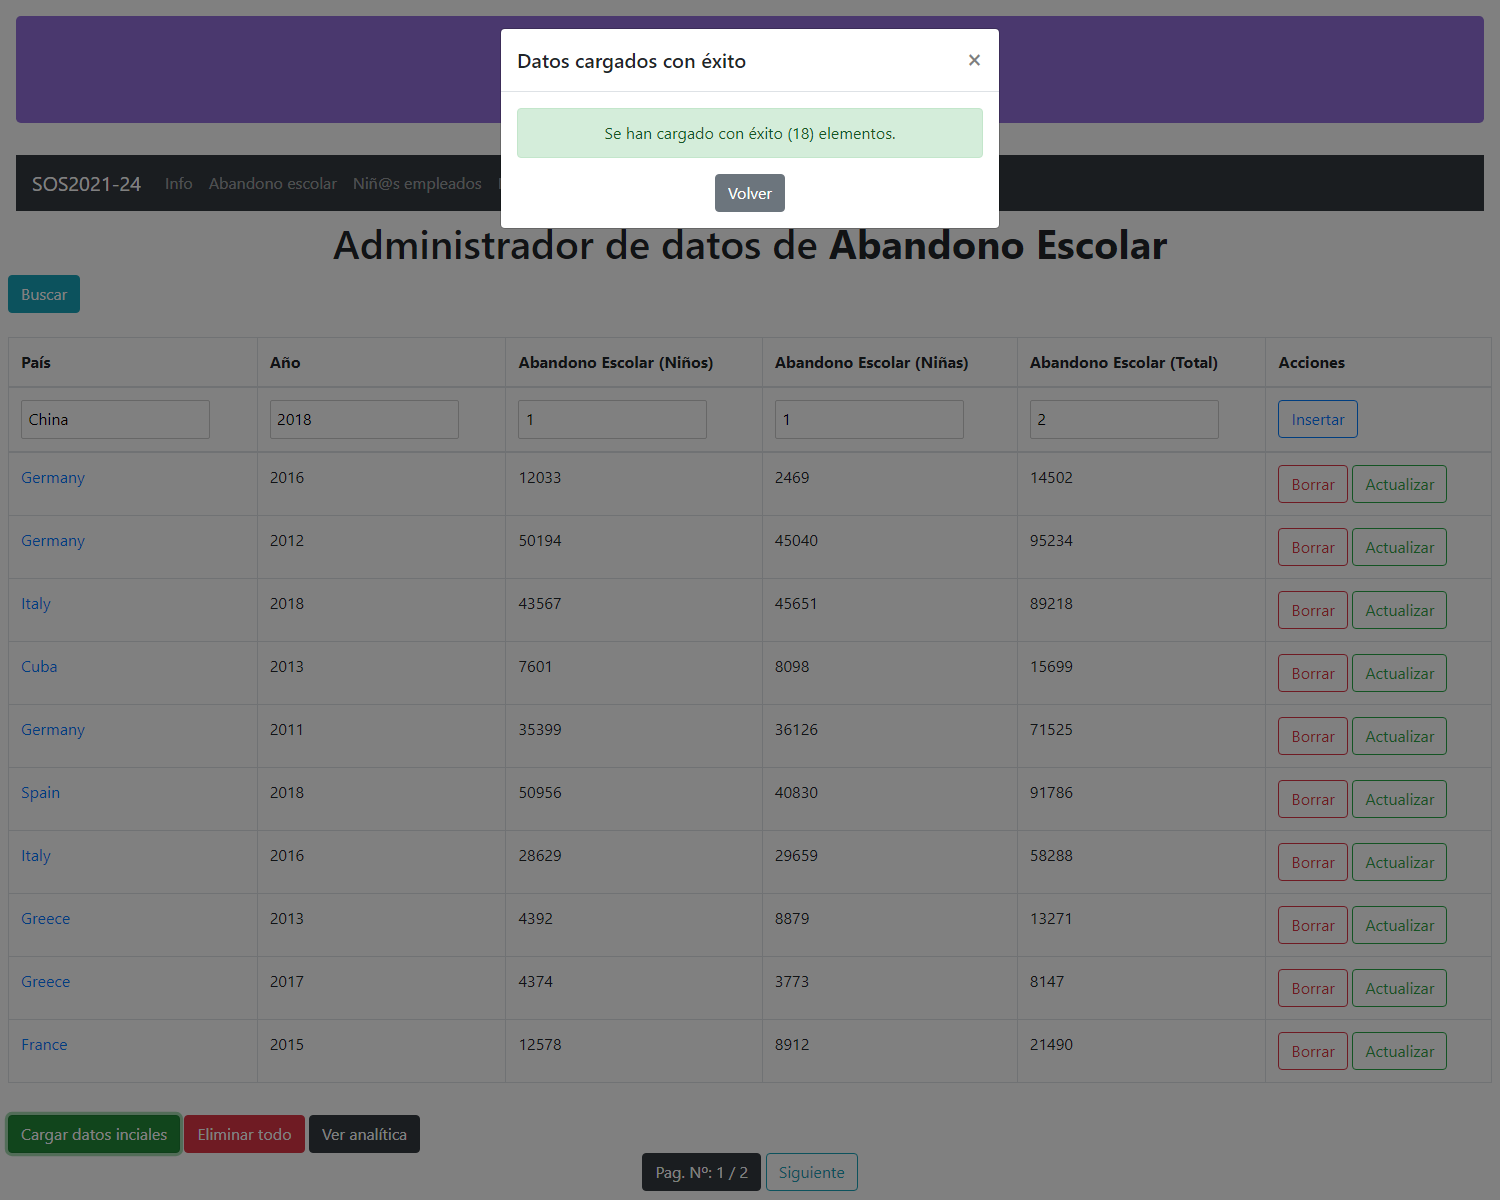 Datos cargados con éxito ×
Se han cargado con éxito (18) elementos.
Volver
SOS2021-24 Info Abandono escolar Niñ@s empleados
Administrador de datos de Abandono Escolar
Buscar
País Año Abandono Escolar (Niños) Abandono Escolar (Niñas) Abandono Escolar (Total) Acciones
China 2018 1 1 2 Insertar
Germany 2016 12033 2469 14502 Borrar Actualizar
Germany 2012 50194 45040 95234 Borrar Actualizar
Italy 2018 43567 45651 89218 Borrar Actualizar
Cuba 2013 7601 8098 15699 Borrar Actualizar
Germany 2011 35399 36126 71525 Borrar Actualizar
Spain 2018 50956 40830 91786 Borrar Actualizar
Italy 2016 28629 29659 58288 Borrar Actualizar
Greece 2013 4392 8879 13271 Borrar Actualizar
Greece 2017 4374 3773 8147 Borrar Actualizar
France 2015 12578 8912 21490 Borrar Actualizar
Cargar datos inciales Eliminar todo Ver analítica
Pag. Nº: 1 / 2 Siguiente